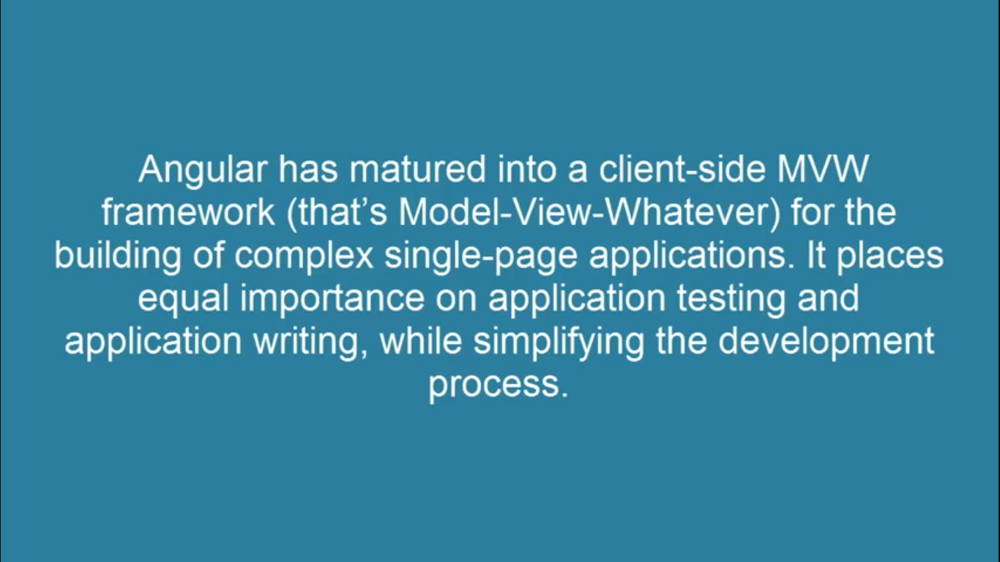 Angular has matured into a client-side MVW
framework (that’s Model-View-Whatever) for the
building of complex single-page applications. It places
equal importance on application testing and
application writing, while simplifying the development
process.